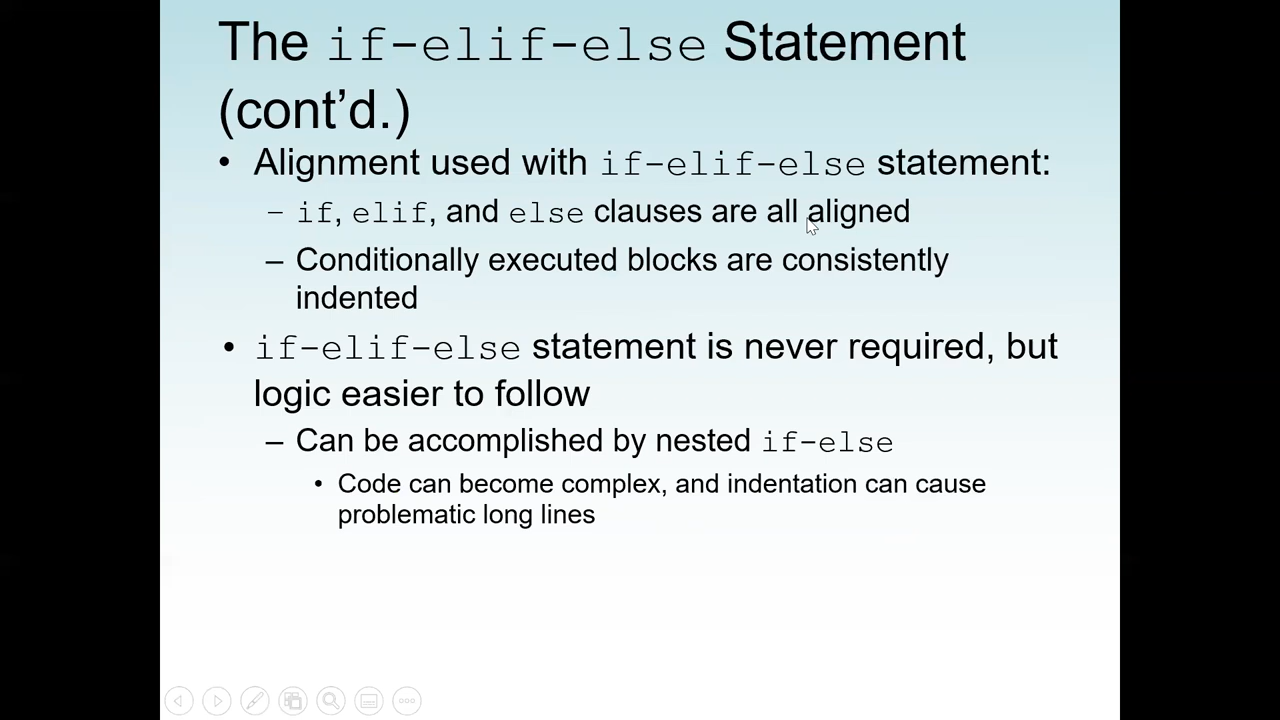 The if-elif-else Statement
(cont’d.)
• Alignment used with if-elif-else statement:
– if, elif, and else clauses are all aligned
– Conditionally executed blocks are consistently
indented
• if-elif-else statement is never required, but
logic easier to follow
– Can be accomplished by nested if-else
• Code can become complex, and indentation can cause
problematic long lines